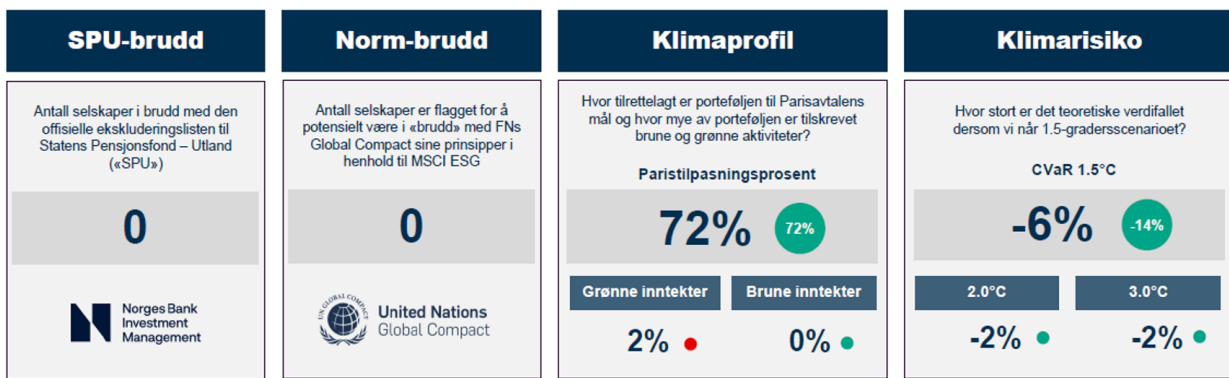 SPU-brudd
Antall selskaper i brudd med den
offisielle ekskluderingslisten til
Statens Pensjonsfond – Utland
(«SPU»)
0
Norges Bank
Investment
Management
Norm-brudd
Antall selskaper er flagget for å
potensielt være i «brudd» med FNs
Global Compact sine prinsipper i
henhold til MSCI ESG
0
UN GLOBAL COMPACT
United Nations
Global Compact
Klimaprofil
Hvor tilrettelagt er porteføljen til Parisavtalens
mål og hvor mye av porteføljen er tilskrevet
brune og grønne aktiviteter?
Paristilpasningsprosent
72% 72%
Grønne inntekter Brune inntekter
2% 0%
Klimarisiko
Hvor stort er det teoretiske verdifallet
dersom vi når 1.5-gradersscenarioet?
CVaR 1.5°C
-6% -14%
2.0°C 3.0°C
-2% -2%